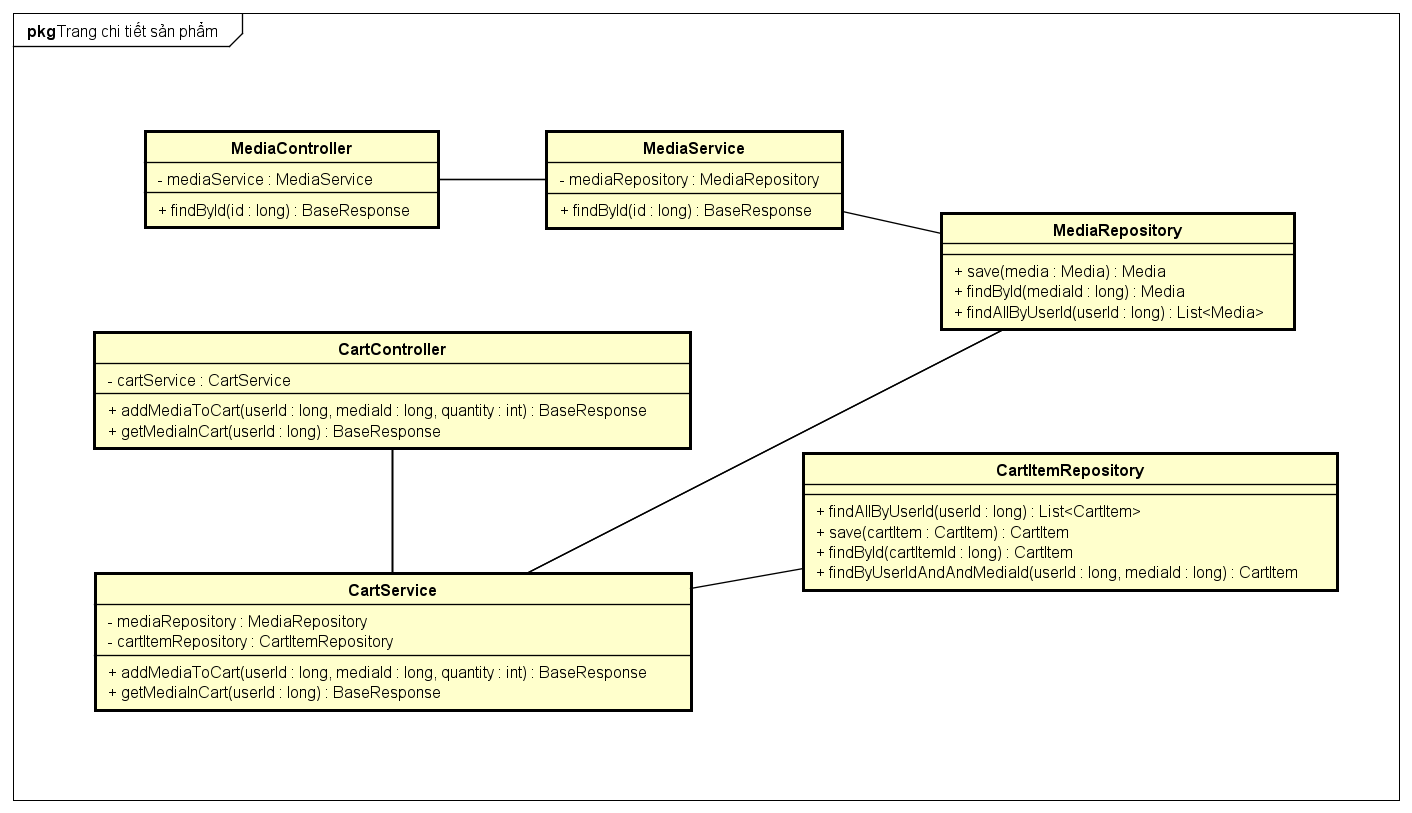 pkg Trang chi tiết sản phẩm
MediaController
- mediaService : MediaService
+ findById(id : long) : BaseResponse
MediaService
- mediaRepository : MediaRepository
+ findById(id : long) : BaseResponse
MediaRepository
+ save(media : Media) : Media
+ findById(mediaId : long) : Media
+ findAllByUserId(userId : long) : List<Media>
CartController
- cartService : CartService
+ addMediaToCart(userId : long, mediaId : long, quantity : int) : BaseResponse
+ getMediaInCart(userId : long) : BaseResponse
CartItemRepository
+ findAllByUserId(userId : long) : List<CartItem>
+ save(cartItem : CartItem) : CartItem
+ findById(cartItemId : long) : CartItem
+ findByUserIdAndAndMediaId(userId : long, mediaId : long) : CartItem
CartService
- mediaRepository : MediaRepository
- cartItemRepository : CartItemRepository
+ addMediaToCart(userId : long, mediaId : long, quantity : int) : BaseResponse
+ getMediaInCart(userId : long) : BaseResponse